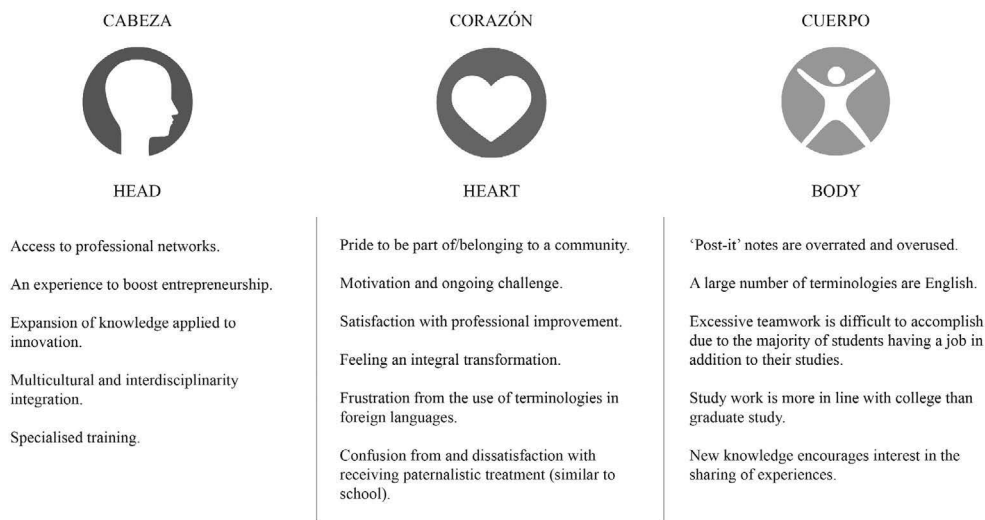 CABEZA
HEAD
Access to professional networks.
An experience to boost entrepreneurship.
Expansion of knowledge applied to
innovation.
Multicultural and interdisciplinarity
integration.
Specialised training.
CORAZÓN
HEART
Pride to be part of/belonging to a community.
Motivation and ongoing challenge.
Satisfaction with professional improvement.
Feeling an integral transformation.
Frustration from the use of terminologies in
foreign languages.
Confusion from and dissatisfaction with
receiving paternalistic treatment (similar to
school).
CUERPO
BODY
‘Post-it’ notes are overrated and overused.
A large number of terminologies are English.
Excessive teamwork is difficult to accomplish
due to the majority of students having a job in
addition to their studies.
Study work is more in line with college than
graduate study.
New knowledge encourages interest in the
sharing of experiences.